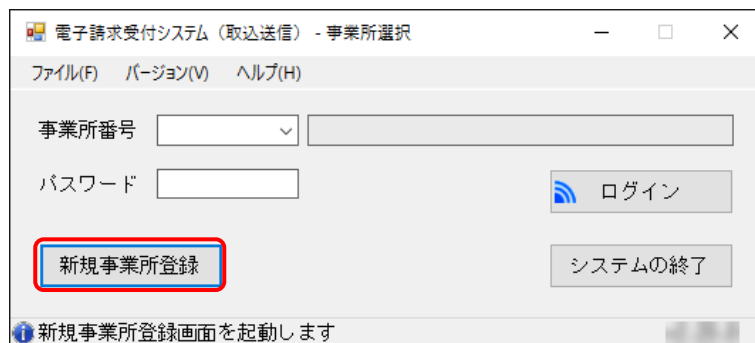 電子請求受付システム（取込送信） - 事業所選択
ファイル(F) バージョン(V) ヘルプ(H)
事業所番号
パスワード
ログイン
新規事業所登録
システムの終了
新規事業所登録画面を起動します